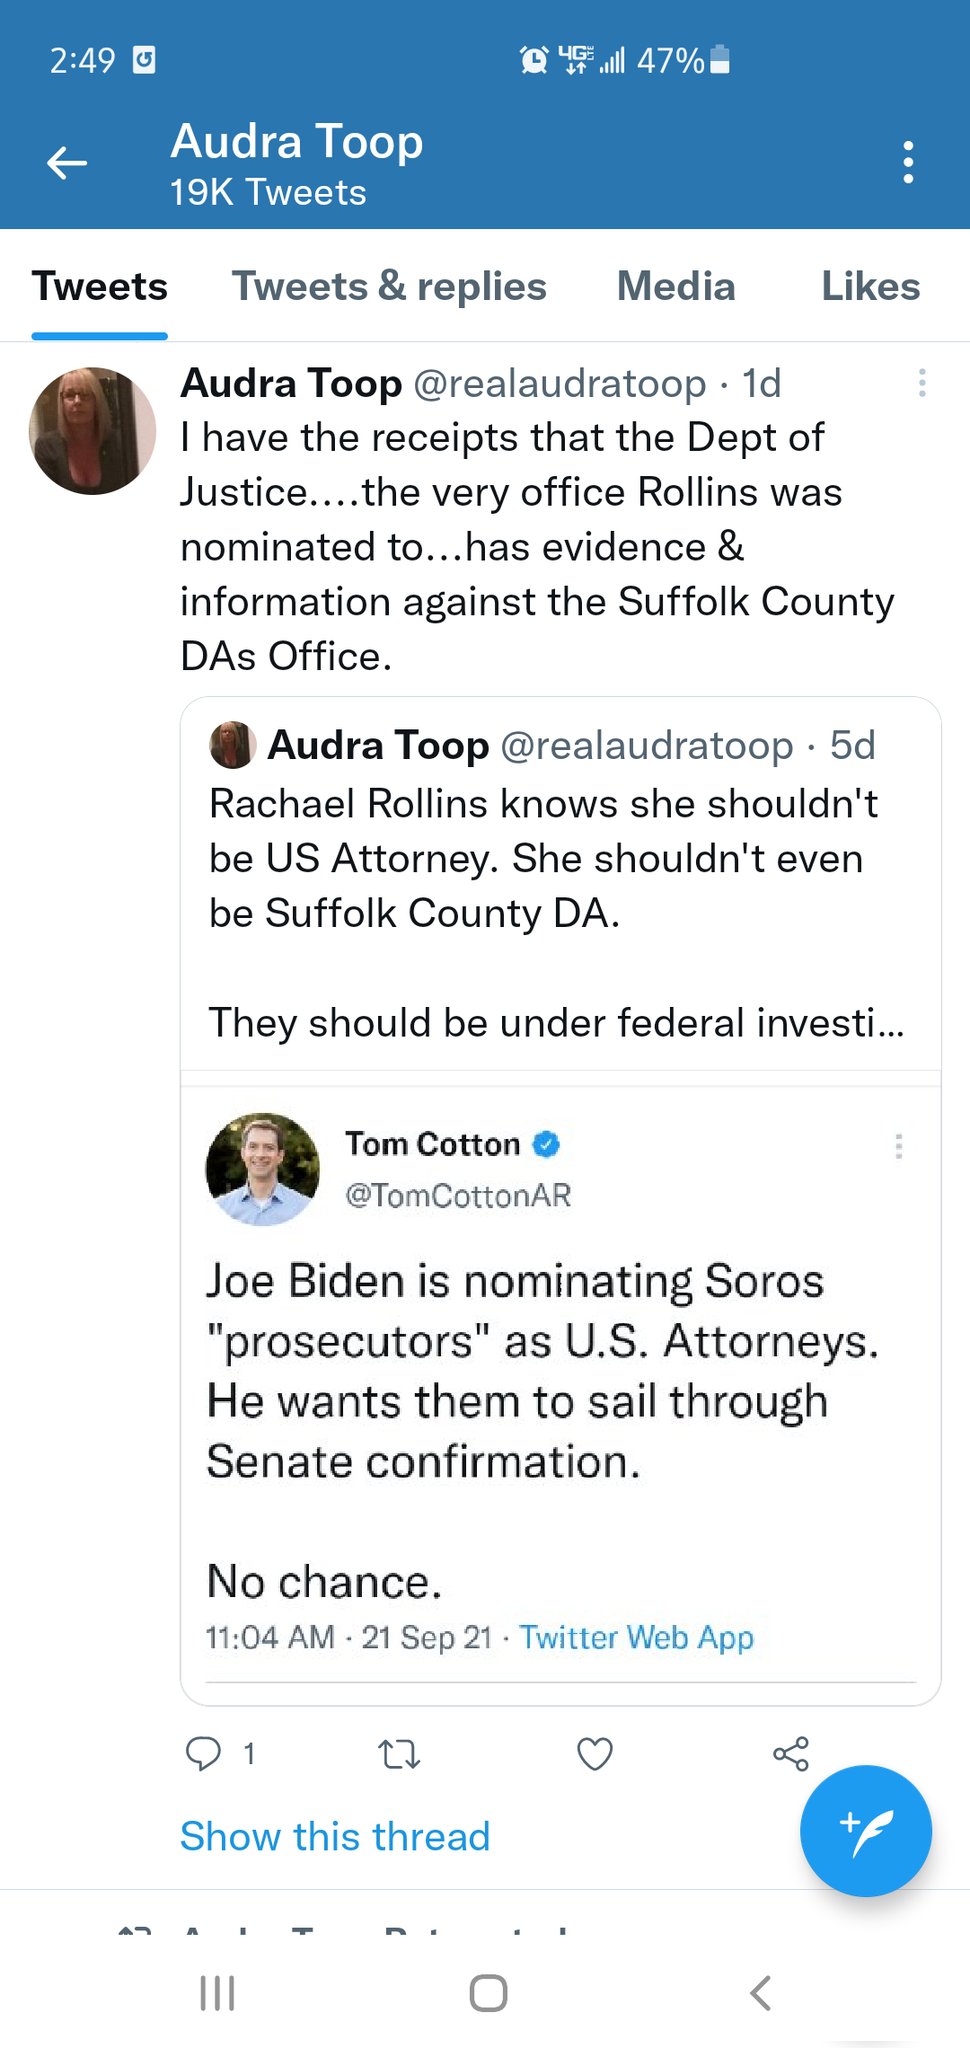 2:49
4G LTE 47%
Audra Toop
19K Tweets
Tweets Tweets & replies Media Likes
Audra Toop @realaudratoop · 1d
I have the receipts that the Dept of
Justice....the very office Rollins was
nominated to...has evidence &
information against the Suffolk County
DAs Office.
Audra Toop @realaudratoop · 5d
Rachael Rollins knows she shouldn't
be US Attorney. She shouldn't even
be Suffolk County DA.
They should be under federal investi...
Tom Cotton
@TomCottonAR
Joe Biden is nominating Soros
"prosecutors" as U.S. Attorneys.
He wants them to sail through
Senate confirmation.
No chance.
11:04 AM · 21 Sep 21 · Twitter Web App
1
Show this thread